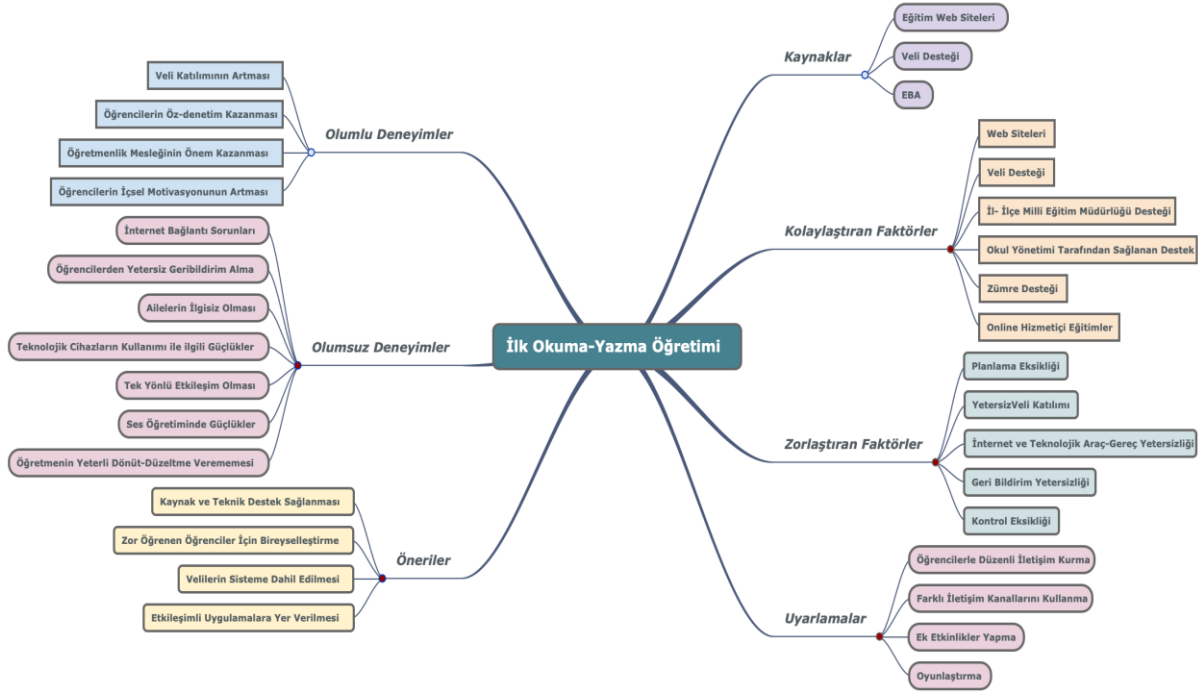 İlk Okuma-Yazma Öğretimi
Olumlu Deneyimler
Veli Katılımının Artması
Öğrencilerin Öz-denetim Kazanması
Öğretmenlik Mesleğinin Önem Kazanması
Öğrencilerin İçsel Motivasyonunun Artması
Olumsuz Deneyimler
İnternet Bağlantı Sorunları
Öğrencilerden Yetersiz Geribildirim Alma
Ailelerin İlgisiz Olması
Teknolojik Cihazların Kullanımı ile ilgili Güçlükler
Tek Yönlü Etkileşim Olması
Ses Öğretiminde Güçlükler
Öğretmenin Yeterli Dönüt-Düzeltme Verememesi
Öneriler
Kaynak ve Teknik Destek Sağlanması
Zor Öğrenen Öğrenciler İçin Bireyselleştirme
Velilerin Sisteme Dahil Edilmesi
Etkileşimli Uygulamalara Yer Verilmesi
Kaynaklar
Eğitim Web Siteleri
Veli Desteği
EBA
Kolaylaştıran Faktörler
Web Siteleri
Veli Desteği
İl- İlçe Milli Eğitim Müdürlüğü Desteği
Okul Yönetimi Tarafından Sağlanan Destek
Zümre Desteği
Online Hizmetiçi Eğitimler
Zorlaştıran Faktörler
Planlama Eksikliği
YetersizVeli Katılımı
İnternet ve Teknolojik Araç-Gereç Yetersizliği
Geri Bildirim Yetersizliği
Kontrol Eksikliği
Uyarlamalar
Öğrencilerle Düzenli İletişim Kurma
Farklı İletişim Kanallarını Kullanma
Ek Etkinlikler Yapma
Oyunlaştırma